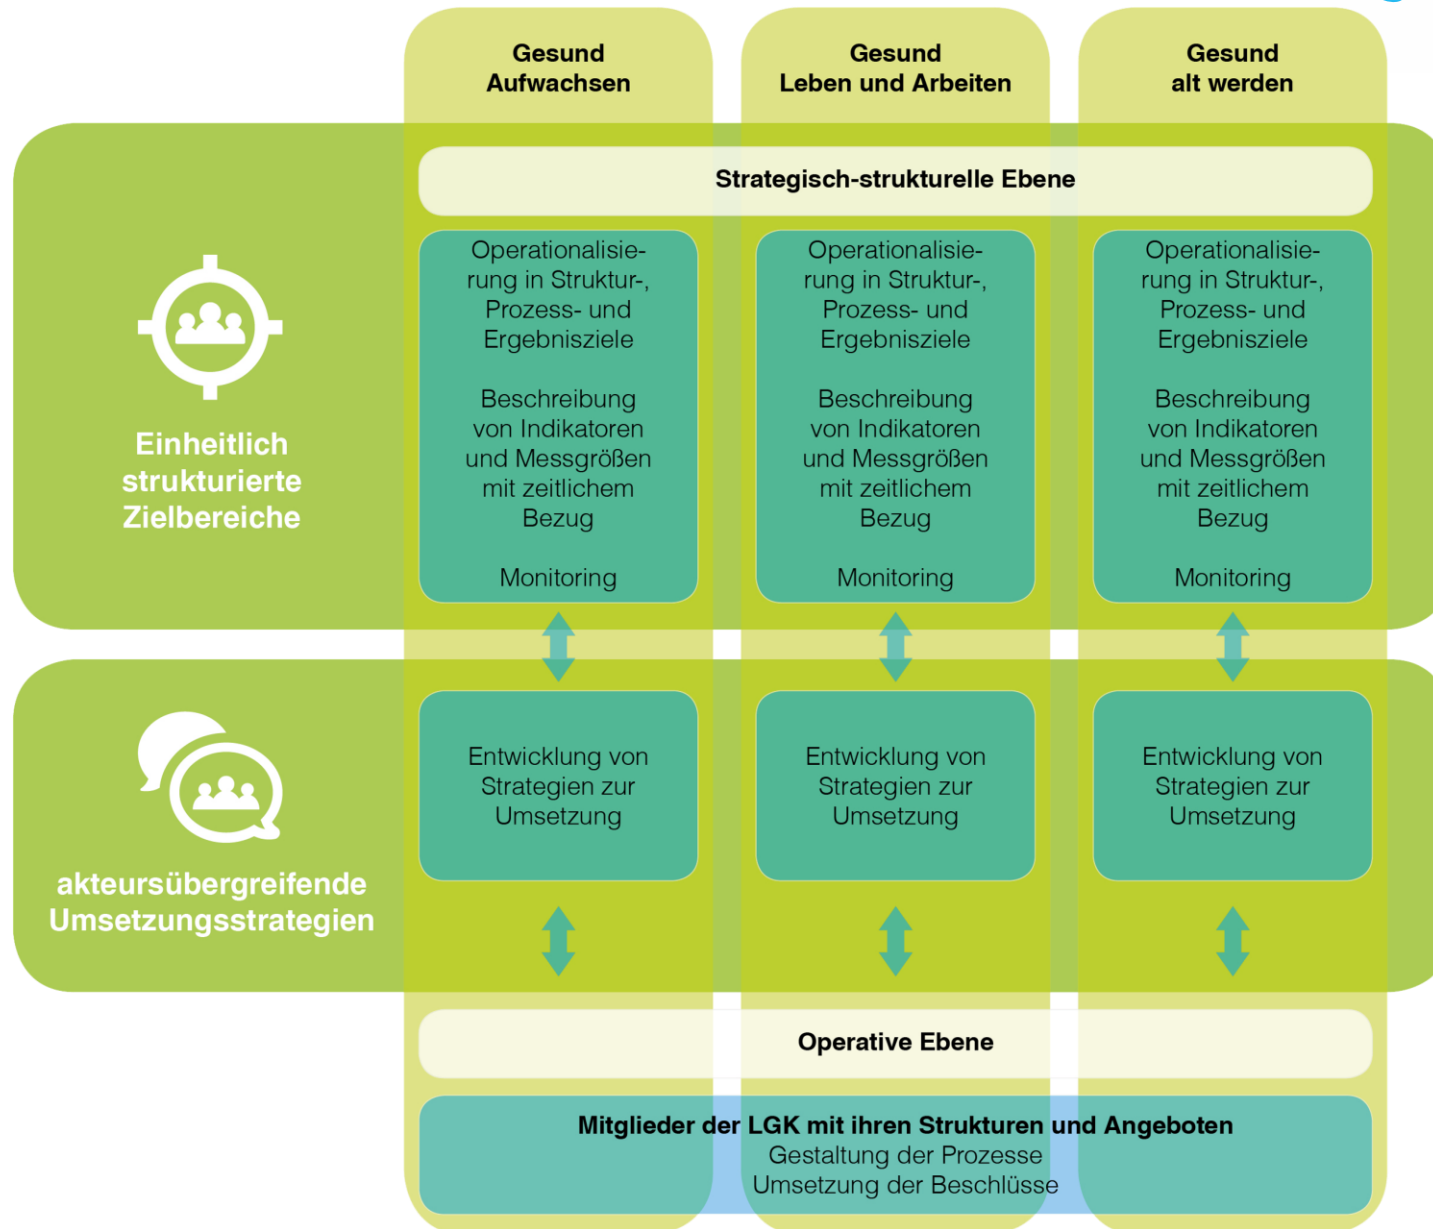 Gesund
Aufwachsen
Gesund
Leben und Arbeiten
Gesund
alt werden
Strategisch-strukturelle Ebene
Einheitlich
strukturierte
Zielbereiche
Operationalisie-
rung in Struktur-,
Prozess- und
Ergebnisziele
Beschreibung
von Indikatoren
und Messgrößen
mit zeitlichem
Bezug
Monitoring
Operationalisie-
rung in Struktur-,
Prozess- und
Ergebnisziele
Beschreibung
von Indikatoren
und Messgrößen
mit zeitlichem
Bezug
Monitoring
Operationalisie-
rung in Struktur-,
Prozess- und
Ergebnisziele
Beschreibung
von Indikatoren
und Messgrößen
mit zeitlichem
Bezug
Monitoring
akteursübergreifende
Umsetzungsstrategien
Entwicklung von
Strategien zur
Umsetzung
Entwicklung von
Strategien zur
Umsetzung
Entwicklung von
Strategien zur
Umsetzung
Operative Ebene
Mitglieder der LGK mit ihren Strukturen und Angeboten
Gestaltung der Prozesse
Umsetzung der Beschlüsse